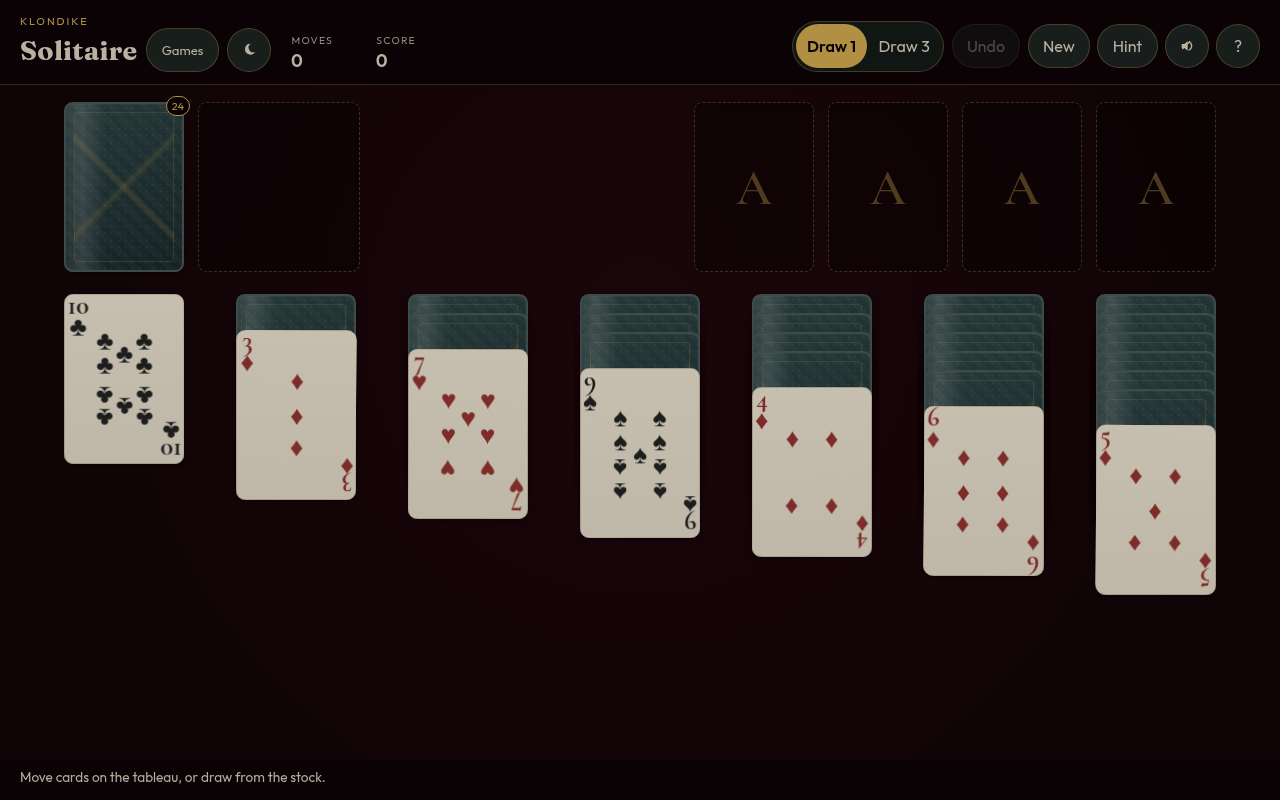 KLONDIKE
Solitaire
Games
MOVES
0
SCORE
0
Draw 1
Draw 3
Undo
New
Hint
?
24
A
A
A
A
10
10
3
3
7
7
9
9
4
4
6
6
5
5
Move cards on the tableau, or draw from the stock.